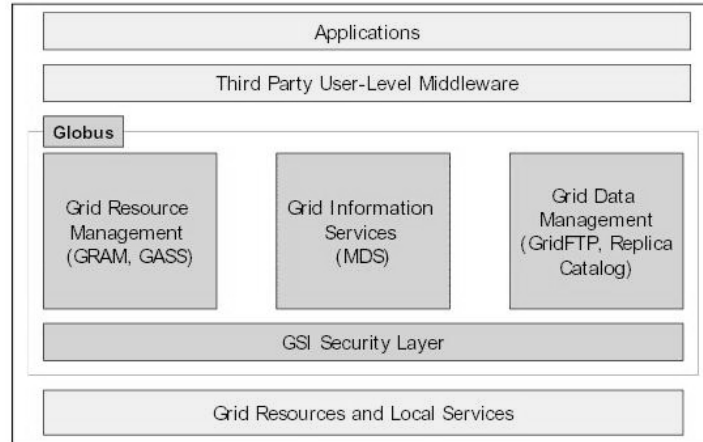 Applications
Third Party User-Level Middleware
Globus
Grid Resource
Management
(GRAM, GASS)
Grid Information
Services
(MDS)
Grid Data
Management
(GridFTP, Replica
Catalog)
GSI Security Layer
Grid Resources and Local Services